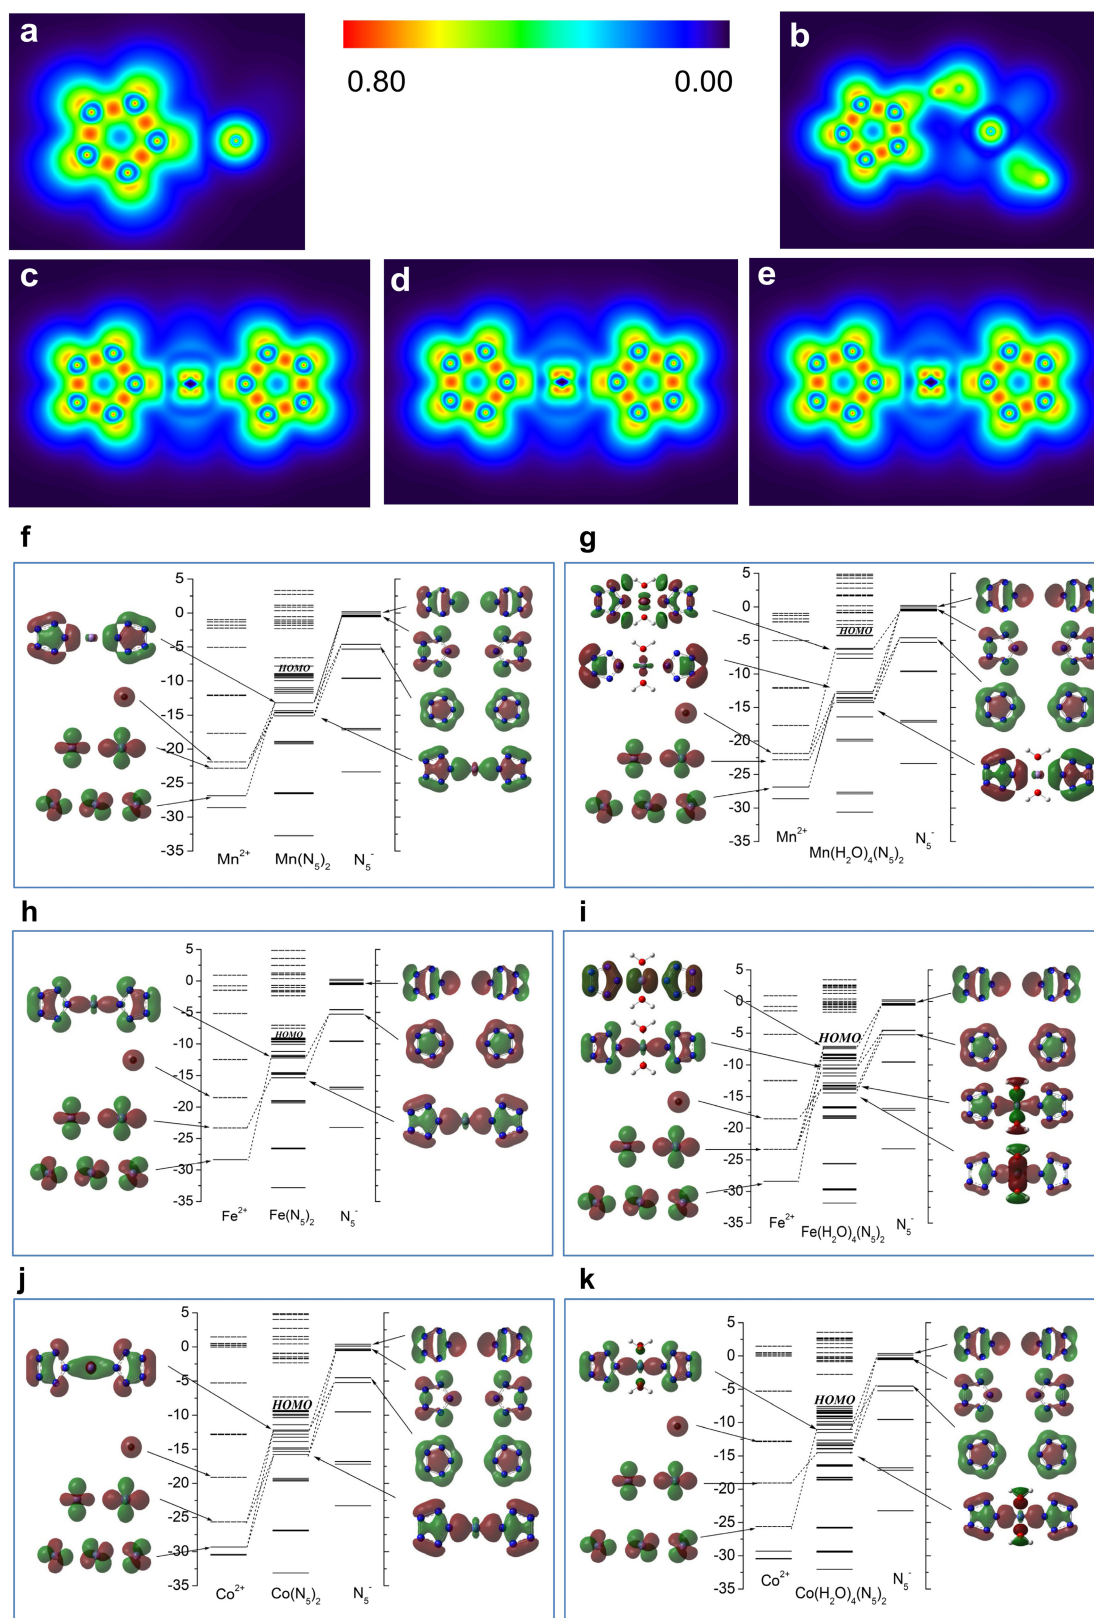 a
0.80 0.00
b
c
d
e
f
5
0
-5
-10
-15
-20
-25
-30
-35
HOMO
Mn²⁺ Mn(N₅)₂ N₅⁻
g
5
0
-5
-10
-15
-20
-25
-30
-35
HOMO
Mn²⁺ Mn(H₂O)₄(N₅)₂ N₅⁻
h
5
0
-5
-10
-15
-20
-25
-30
-35
HOMO
Fe²⁺ Fe(N₅)₂ N₅⁻
i
5
0
-5
-10
-15
-20
-25
-30
-35
HOMO
Fe²⁺ Fe(H₂O)₄(N₅)₂ N₅⁻
j
5
0
-5
-10
-15
-20
-25
-30
-35
HOMO
Co²⁺ Co(N₅)₂ N₅⁻
k
5
0
-5
-10
-15
-20
-25
-30
-35
HOMO
Co²⁺ Co(H₂O)₄(N₅)₂ N₅⁻